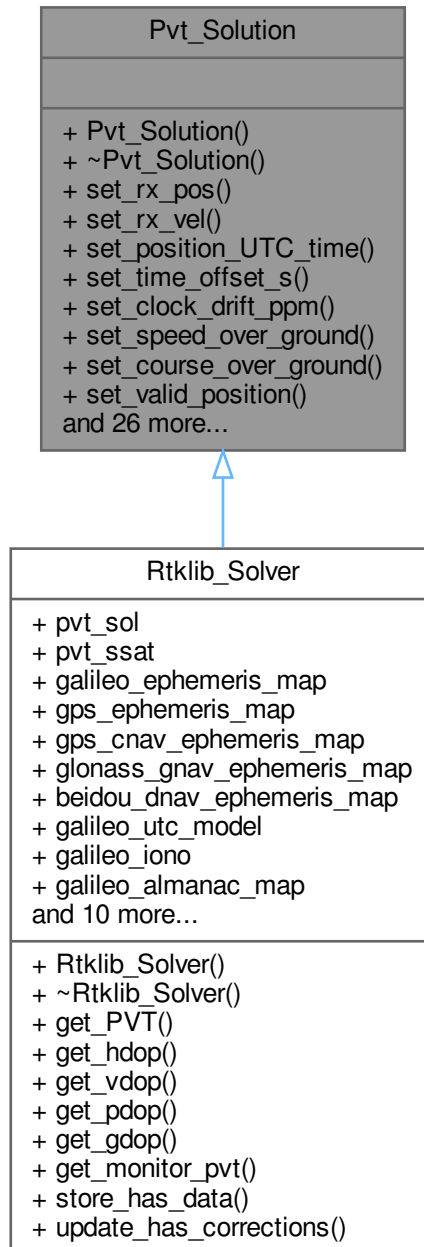 Pvt_Solution
+ Pvt_Solution()
+ ~Pvt_Solution()
+ set_rx_pos()
+ set_rx_vel()
+ set_position_UTC_time()
+ set_time_offset_s()
+ set_clock_drift_ppm()
+ set_speed_over_ground()
+ set_course_over_ground()
+ set_valid_position()
and 26 more...
Rtklib_Solver
+ pvt_sol
+ pvt_ssat
+ galileo_ephemeris_map
+ gps_ephemeris_map
+ gps_cnav_ephemeris_map
+ glonass_gnav_ephemeris_map
+ beidou_dnav_ephemeris_map
+ galileo_utc_model
+ galileo_iono
+ galileo_almanac_map
and 10 more...
+ Rtklib_Solver()
+ ~Rtklib_Solver()
+ get_PVT()
+ get_hdop()
+ get_vdop()
+ get_pdop()
+ get_gdop()
+ get_monitor_pvt()
+ store_has_data()
+ update_has_corrections()